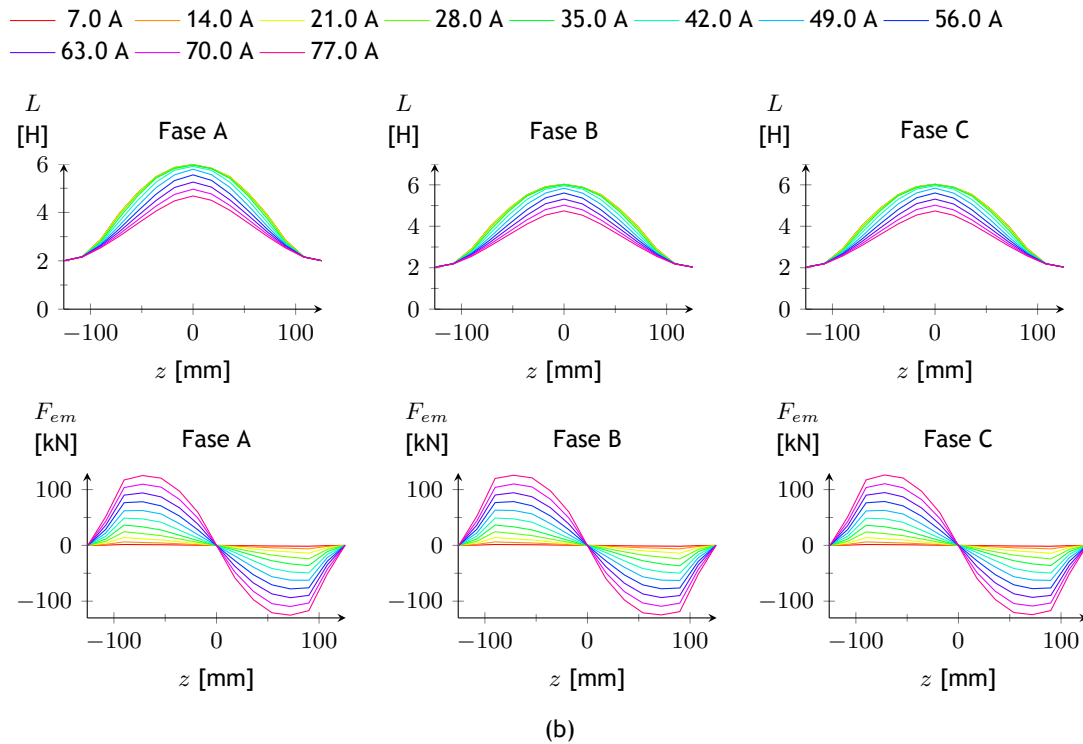 7.0 A 14.0 A 21.0 A 28.0 A 35.0 A 42.0 A 49.0 A 56.0 A
63.0 A 70.0 A 77.0 A
L L L
[H] Fase A [H] Fase B [H] Fase C
6
4
2
0
−100 0 100
z [mm]
6
4
2
0
−100 0 100
z [mm]
6
4
2
0
−100 0 100
z [mm]
F_em F_em F_em
[kN] Fase A [kN] Fase B [kN] Fase C
100
0
−100
−100 0 100
z [mm]
100
0
−100
−100 0 100
z [mm]
100
0
−100
−100 0 100
z [mm]
(b)